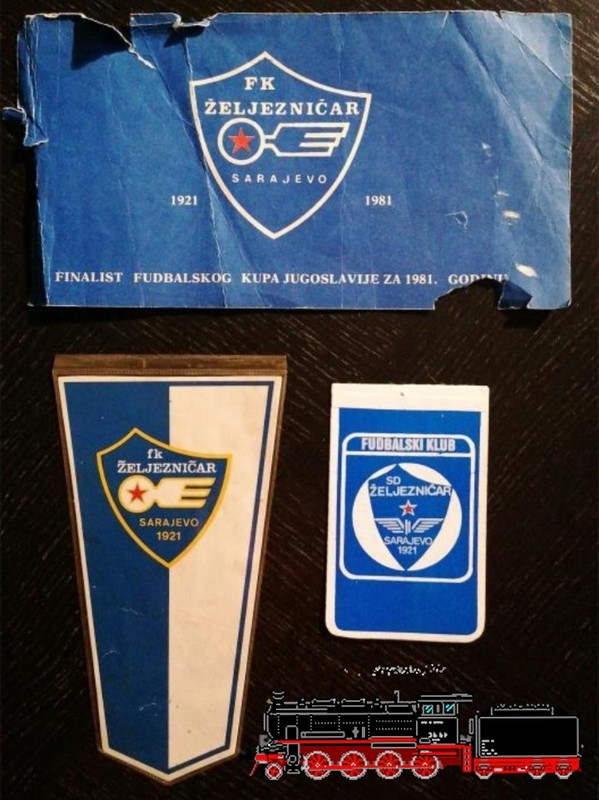 FK
ŽELJEZNIČAR
SARAJEVO
1921 1981
FINALIST FUDBALSKOG KUPA JUGOSLAVIJE ZA 1981. GODINU
fk
ŽELJEZNIČAR
SARAJEVO
1921
FUDBALSKI KLUB
SD
ŽELJEZNIČAR
SARAJEVO
1921